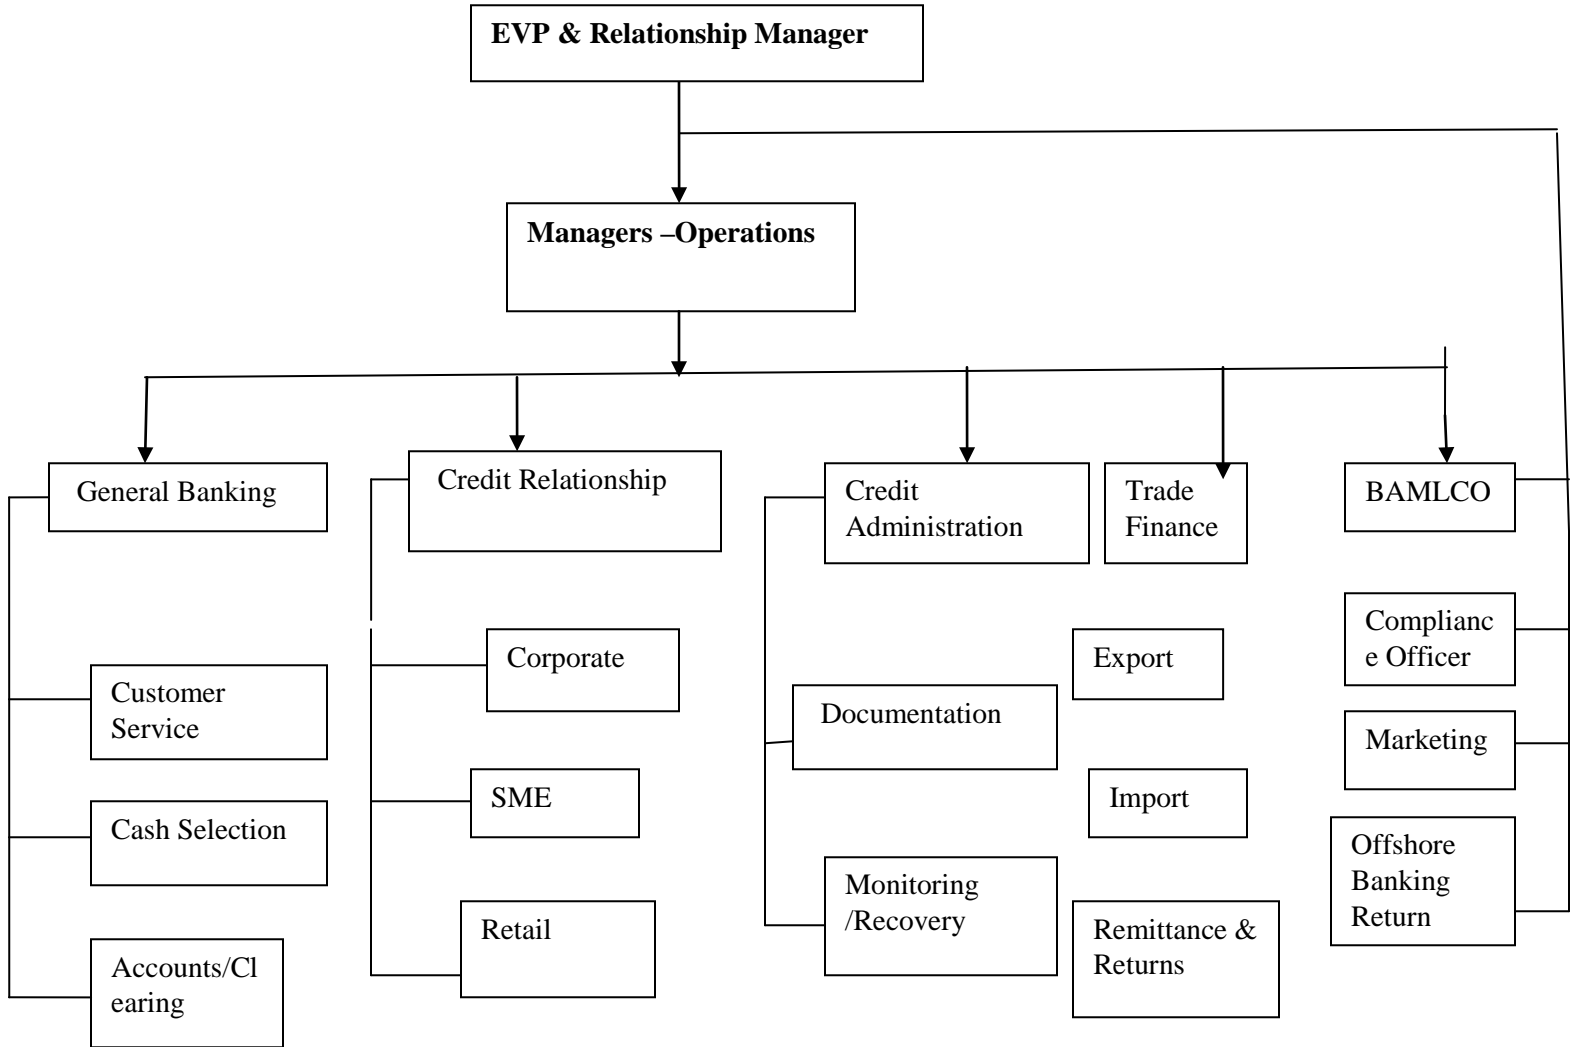 EVP & Relationship Manager
Managers –Operations
General Banking
Credit Relationship
Credit
Administration
Trade
Finance
BAMLCO
Customer
Service
Cash Selection
Accounts/Cl
earing
Corporate
SME
Retail
Documentation
Monitoring
/Recovery
Export
Import
Remittance &
Returns
Complianc
e Officer
Marketing
Offshore
Banking
Return